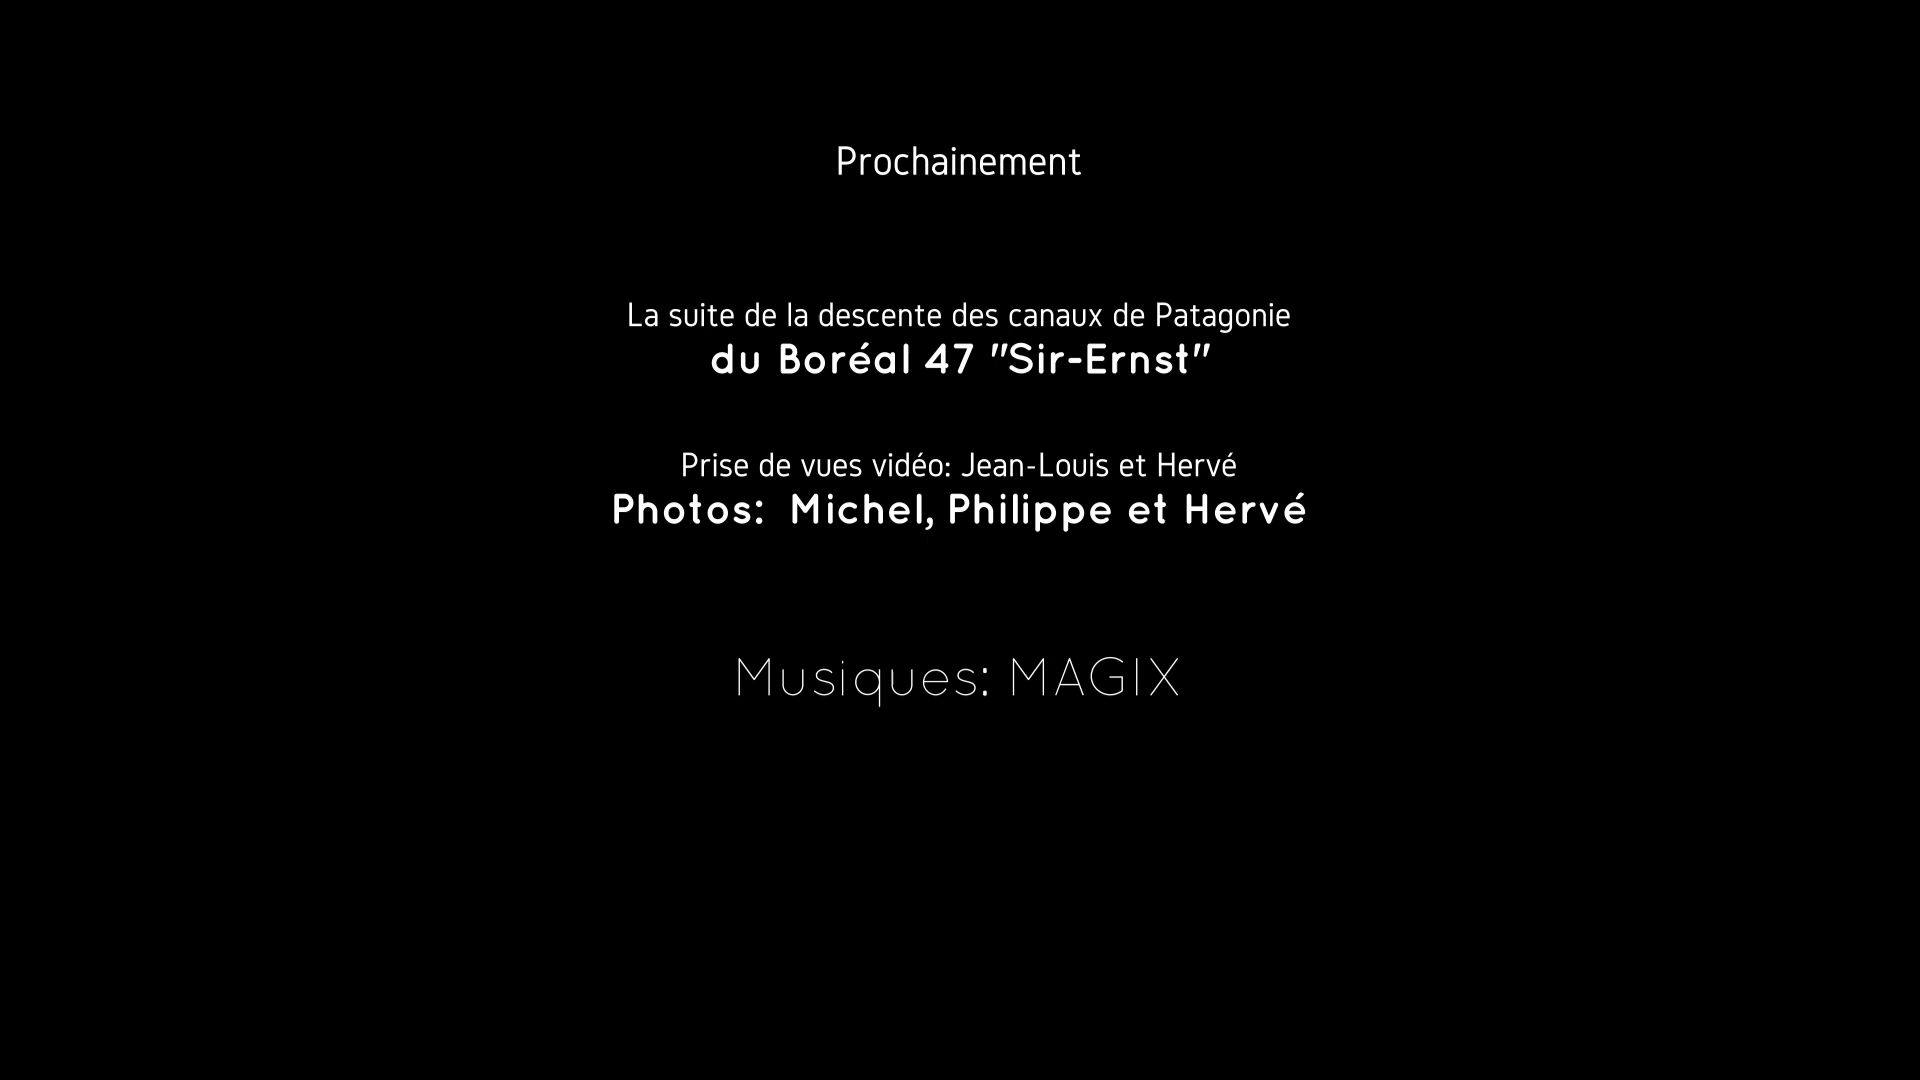 Prochainement
La suite de la descente des canaux de Patagonie
du Boréal 47 "Sir-Ernst"
Prise de vues vidéo: Jean-Louis et Hervé
Photos:  Michel, Philippe et Hervé
Musiques: MAGIX